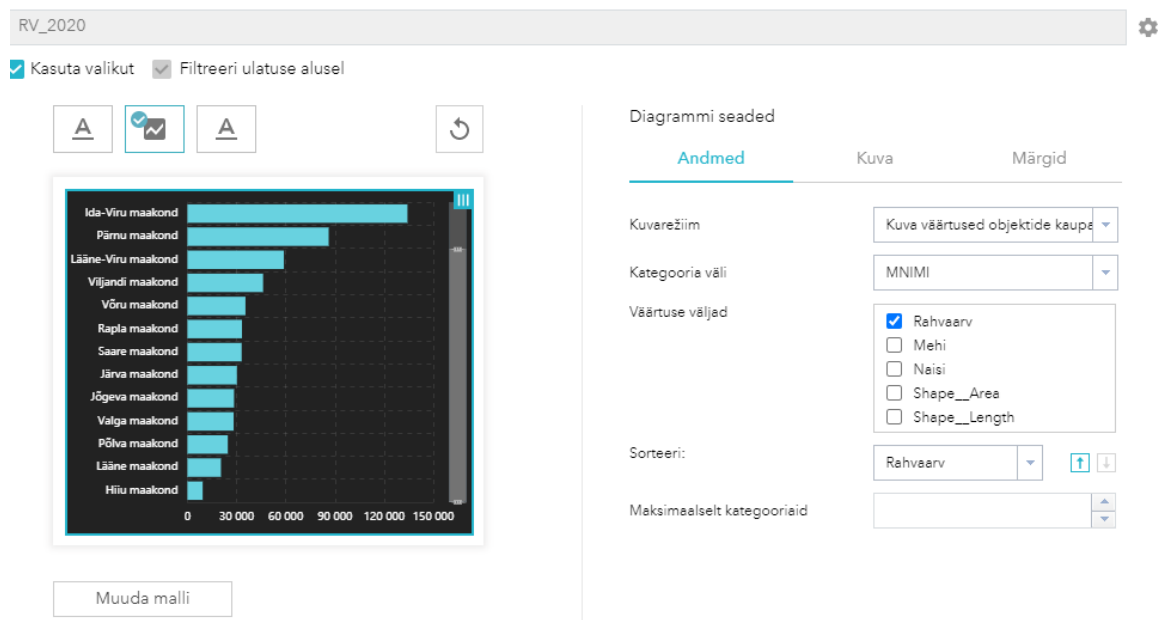 RV_2020
Kasuta valikut Filtreeri ulatuse alusel
A A
Diagrammi seaded
Andmed Kuva Märgid
Ida-Viru maakond
Pärnu maakond
Lääne-Viru maakond
Viljandi maakond
Võru maakond
Rapla maakond
Saare maakond
Järva maakond
Jõgeva maakond
Valga maakond
Põlva maakond
Lääne maakond
Hiiu maakond
0 30 000 60 000 90 000 120 000 150 000
Muuda malli
Kuvarežiim Kuva väärtused objektide kaupa
Kategooria väli MNIMI
Väärtuse väljad
Rahvaarv
Mehi
Naisi
Shape__Area
Shape__Length
Sorteeri: Rahvaarv
Maksimaalselt kategooriaid